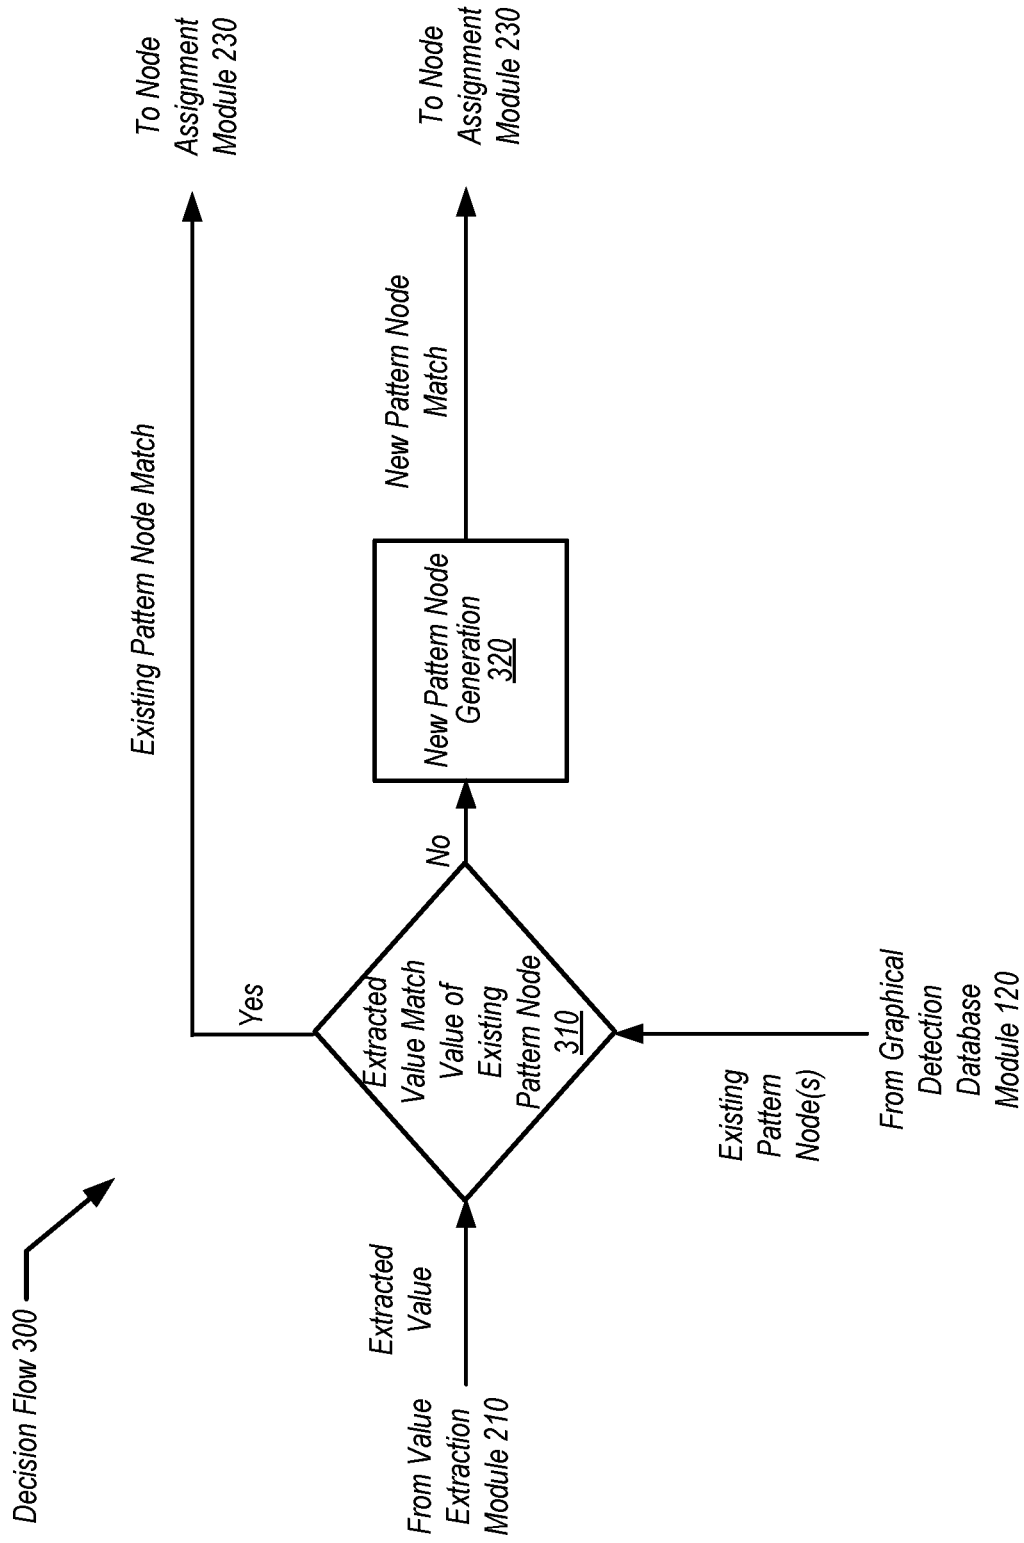 Decision Flow 300
Existing Pattern Node Match
To Node
Assignment
Module 230
Yes
From Value
Extraction
Module 210
Extracted
Value
Extracted
Value Match
Value of
Existing
Pattern Node
310
No
New Pattern Node
Generation
320
New Pattern Node
Match
To Node
Assignment
Module 230
Existing
Pattern
Node(s)
From Graphical
Detection
Database
Module 120